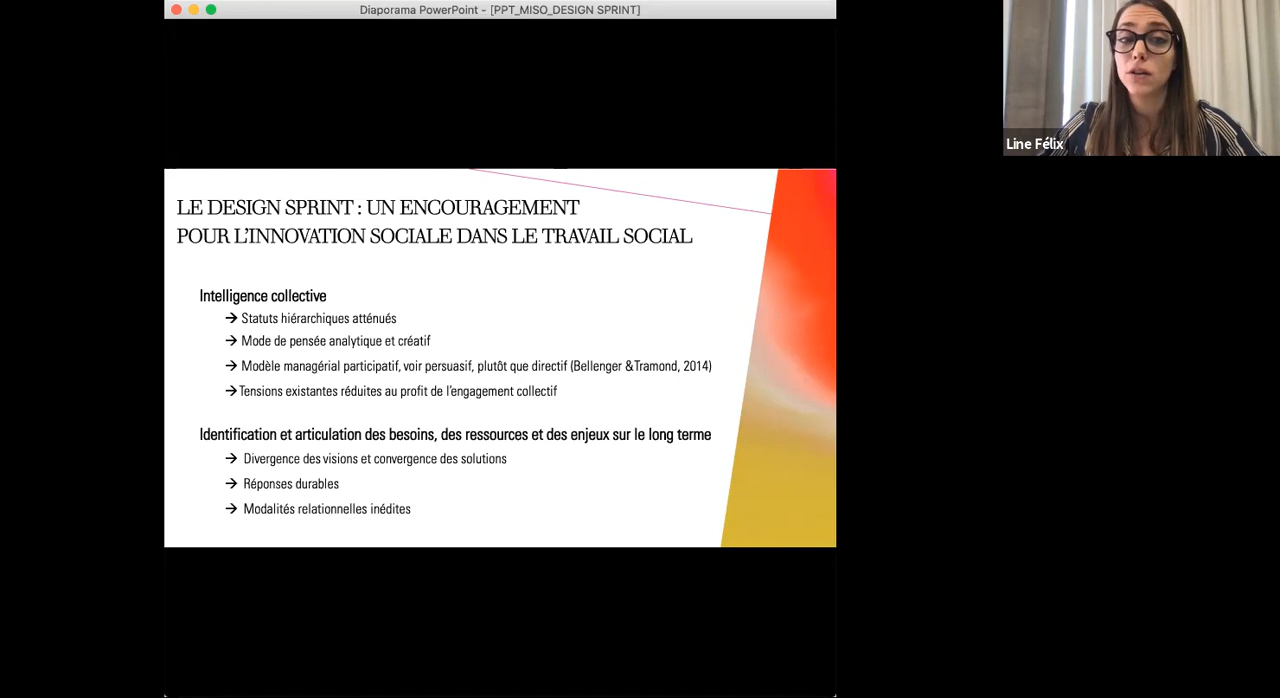 Diaporama PowerPoint - [PPT_MISO_DESIGN SPRINT]
Line Félix
LE DESIGN SPRINT : UN ENCOURAGEMENT
POUR L'INNOVATION SOCIALE DANS LE TRAVAIL SOCIAL
Intelligence collective
→ Statuts hiérarchiques atténués
→ Mode de pensée analytique et créatif
→ Modèle managérial participatif, voir persuasif, plutôt que directif (Bellenger &Tramond, 2014)
→Tensions existantes réduites au profit de l'engagement collectif
Identification et articulation des besoins, des ressources et des enjeux sur le long terme
→ Divergence des visions et convergence des solutions
→ Réponses durables
→ Modalités relationnelles inédites